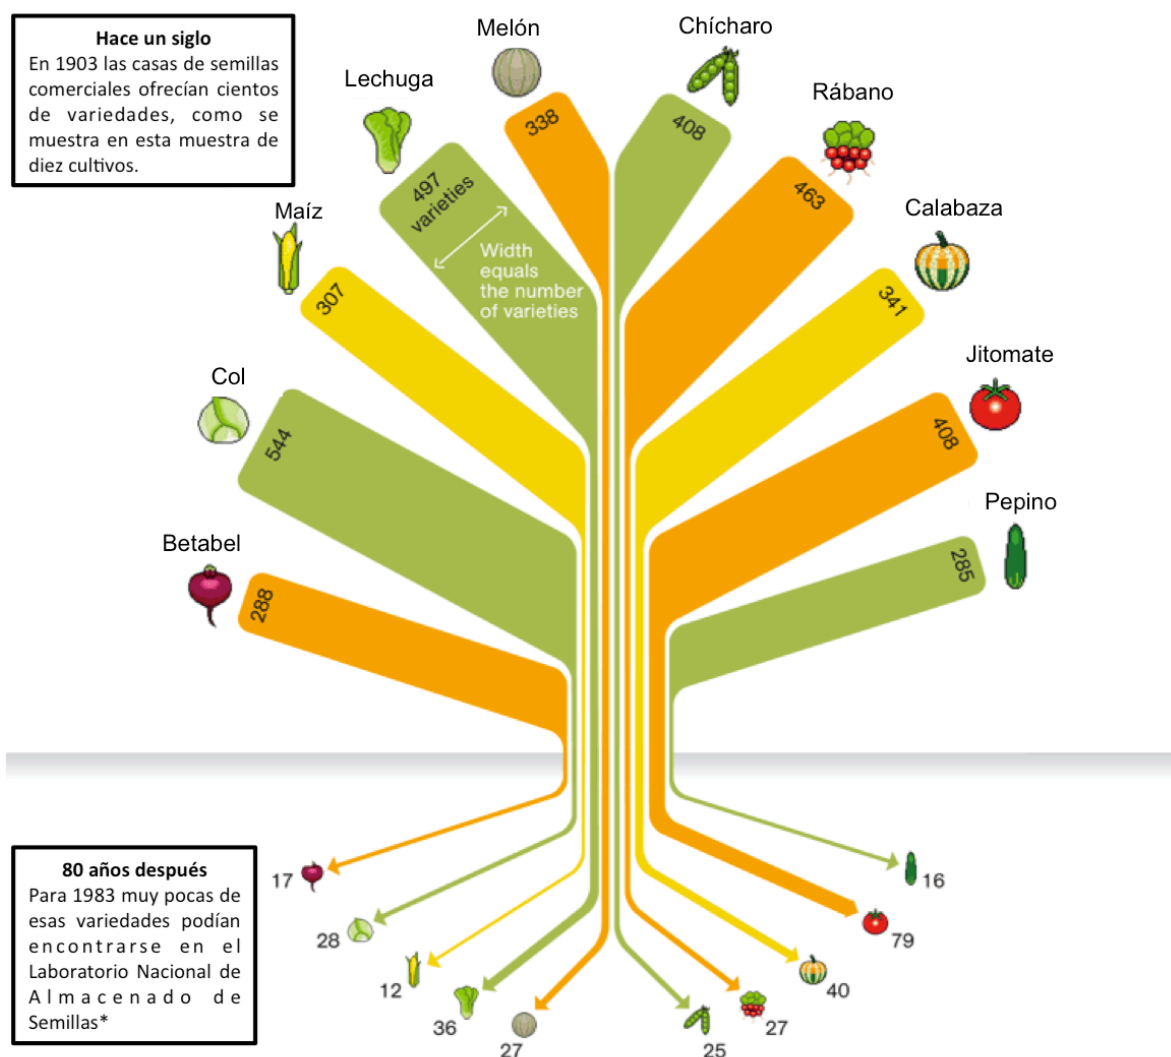 Hace un siglo
En 1903 las casas de semillas
comerciales ofrecían cientos
de variedades, como se
muestra en esta muestra de
diez cultivos.
Melón
Chícharo
Lechuga
Rábano
Maíz
Calabaza
Col
Jitomate
Betabel
Pepino
338
408
497
varieties
463
Width
equals
the number
of varieties
307
341
544
408
288
285
80 años después
Para 1983 muy pocas de
esas variedades podían
encontrarse en el
Laboratorio Nacional de
Almacenado de
Semillas*
17
28
12
36
27
25
27
40
79
16